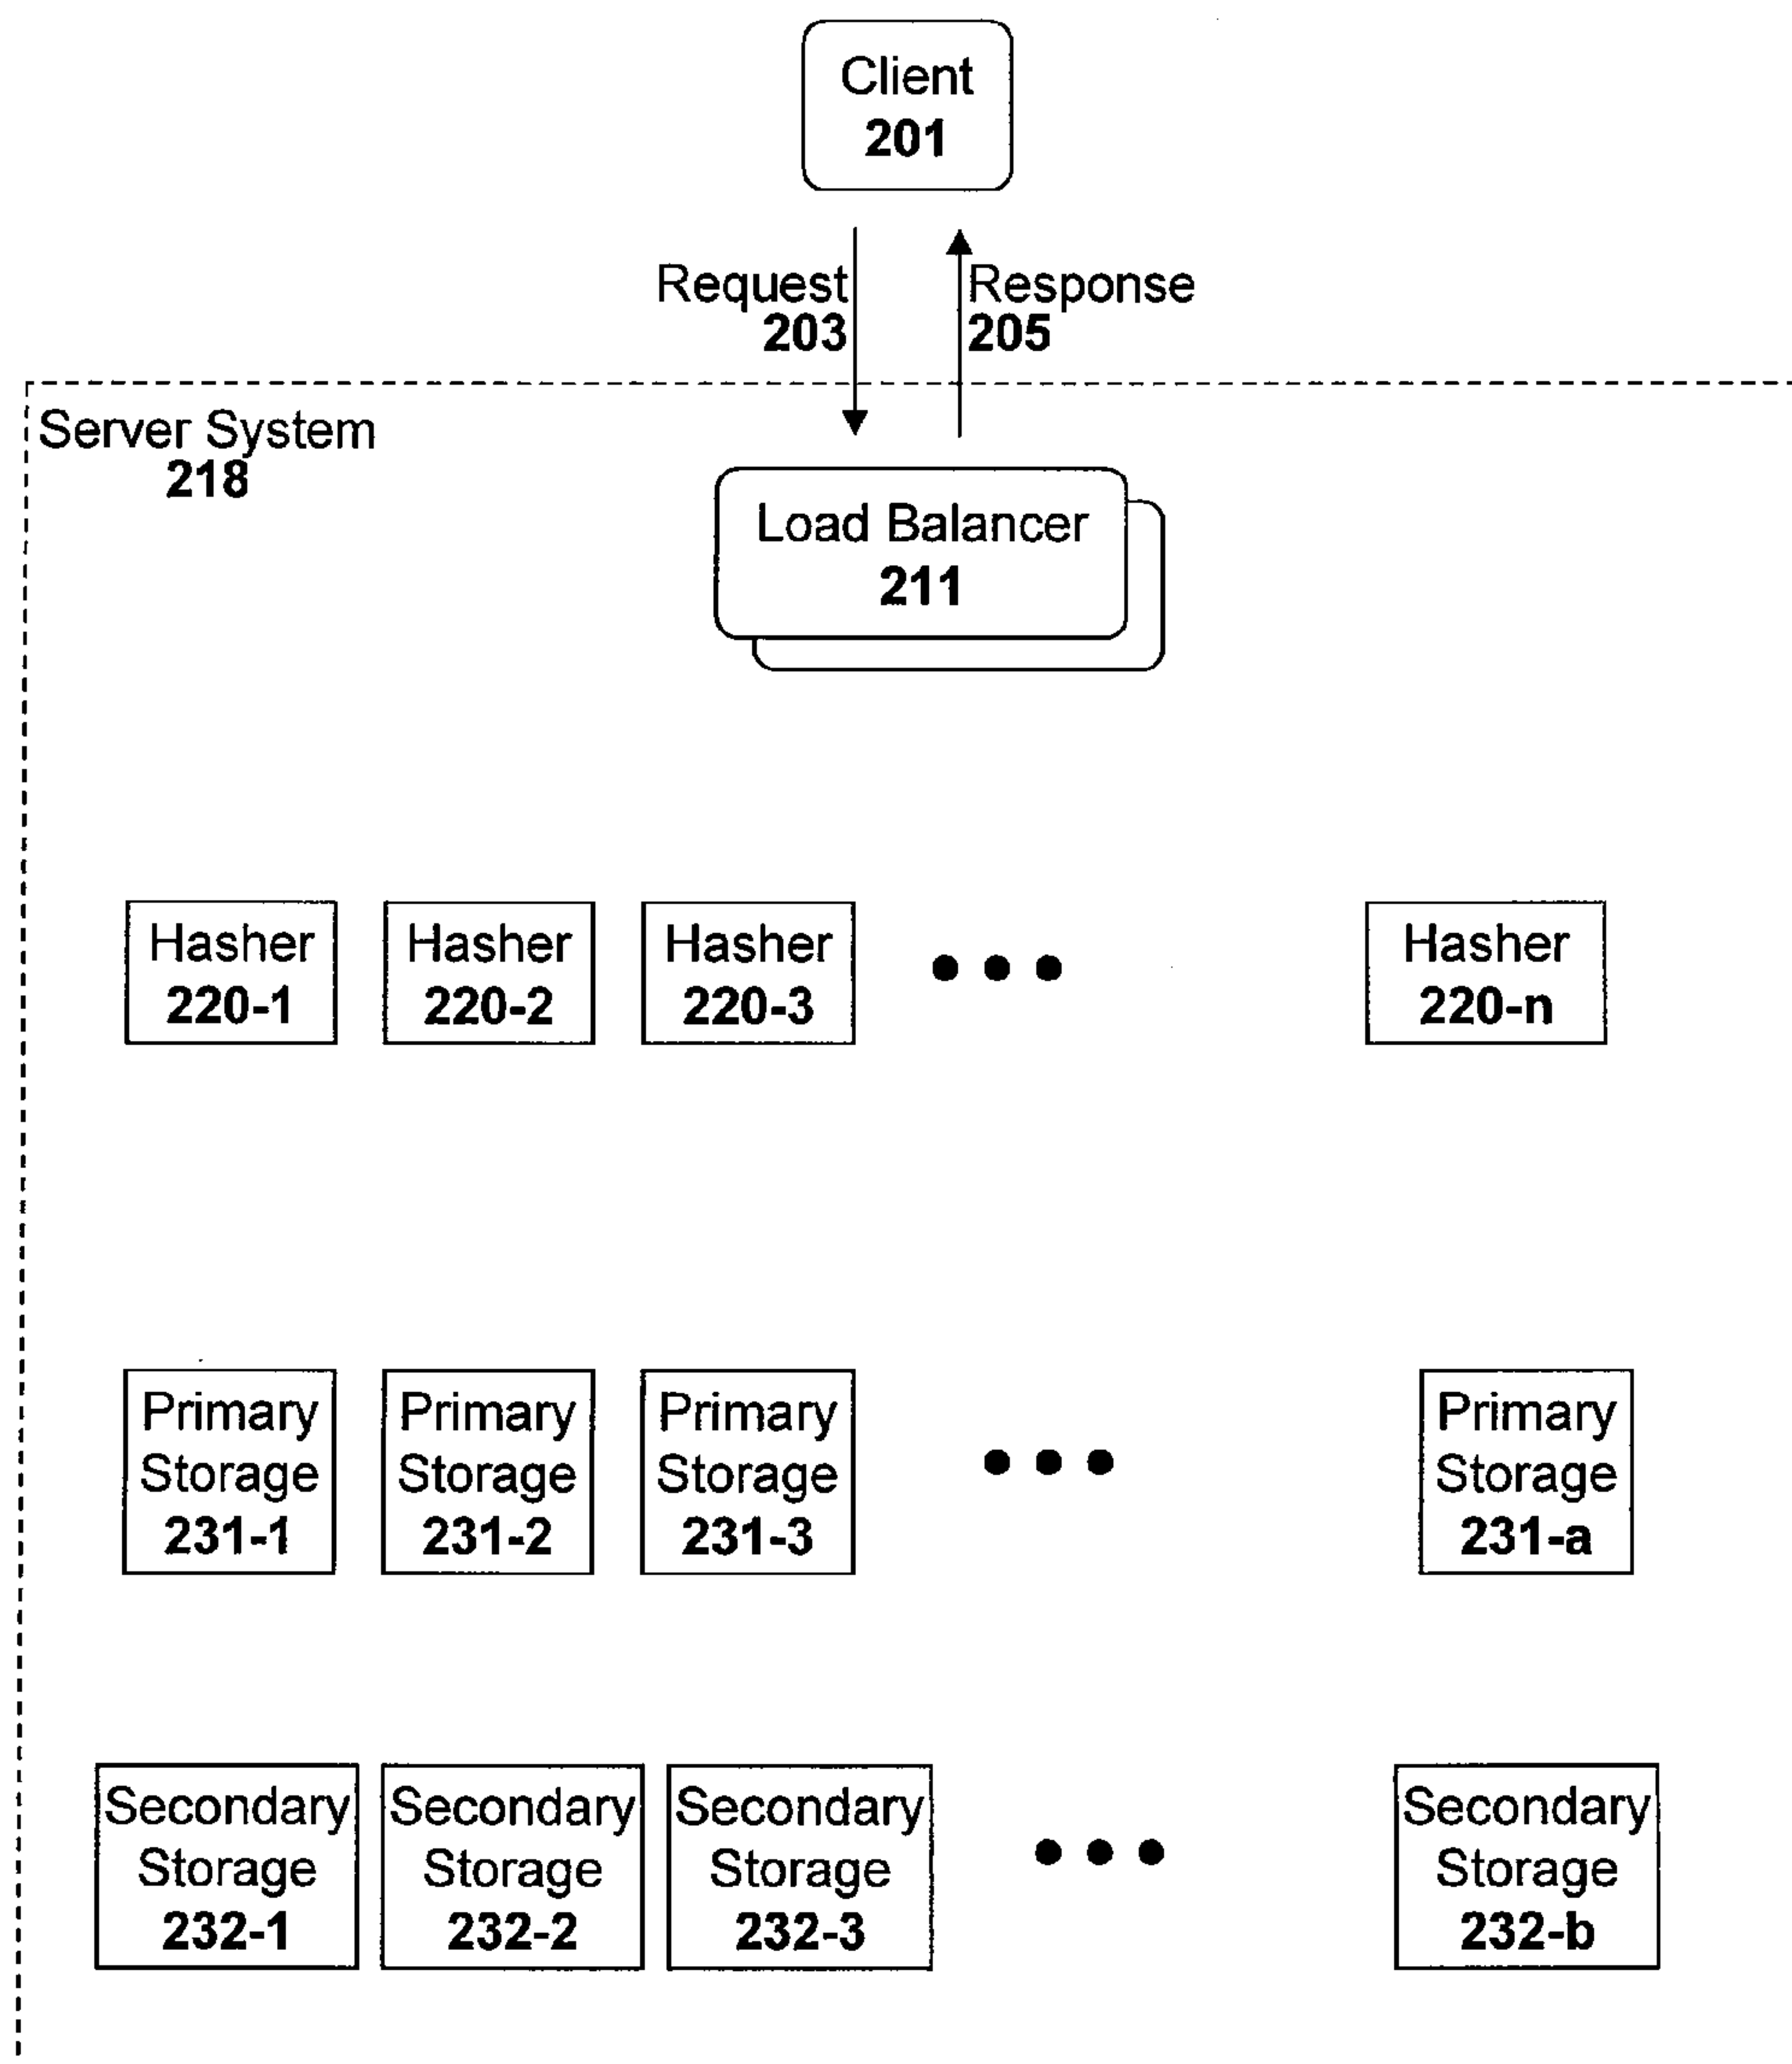 Client
201
Request Response
203 205
Server System
218
Load Balancer
211
Hasher Hasher Hasher Hasher
220-1 220-2 220-3 220-n
Primary Primary Primary Primary
Storage Storage Storage Storage
231-1 231-2 231-3 231-a
Secondary Secondary Secondary Secondary
Storage Storage Storage Storage
232-1 232-2 232-3 232-b